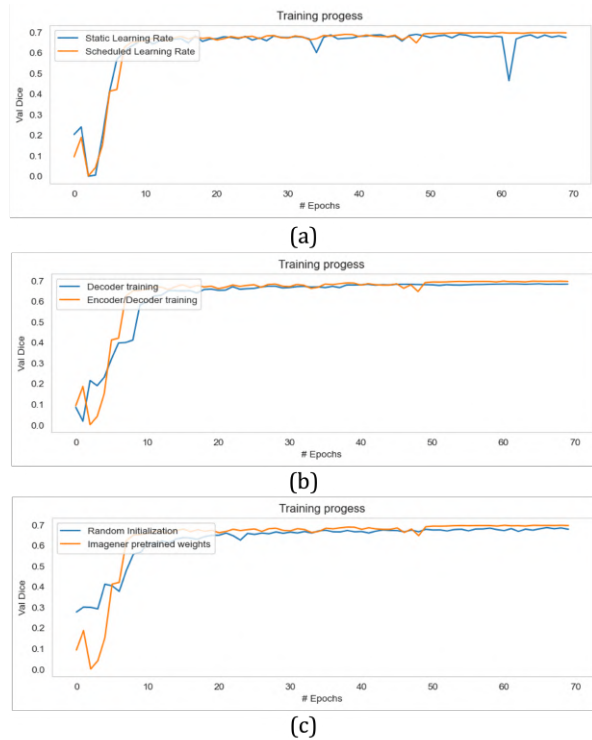 Training progess
Static Learning Rate
Scheduled Learning Rate
Val Dice
0.7
0.6
0.5
0.4
0.3
0.2
0.1
0.0
0 10 20 30 40 50 60 70
# Epochs
(a)
Training progess
Decoder training
Encoder/Decoder training
Val Dice
0.7
0.6
0.5
0.4
0.3
0.2
0.1
0.0
0 10 20 30 40 50 60 70
# Epochs
(b)
Training progess
Random Initialization
Imagener pretrained weights
Val Dice
0.7
0.6
0.5
0.4
0.3
0.2
0.1
0.0
0 10 20 30 40 50 60 70
# Epochs
(c)